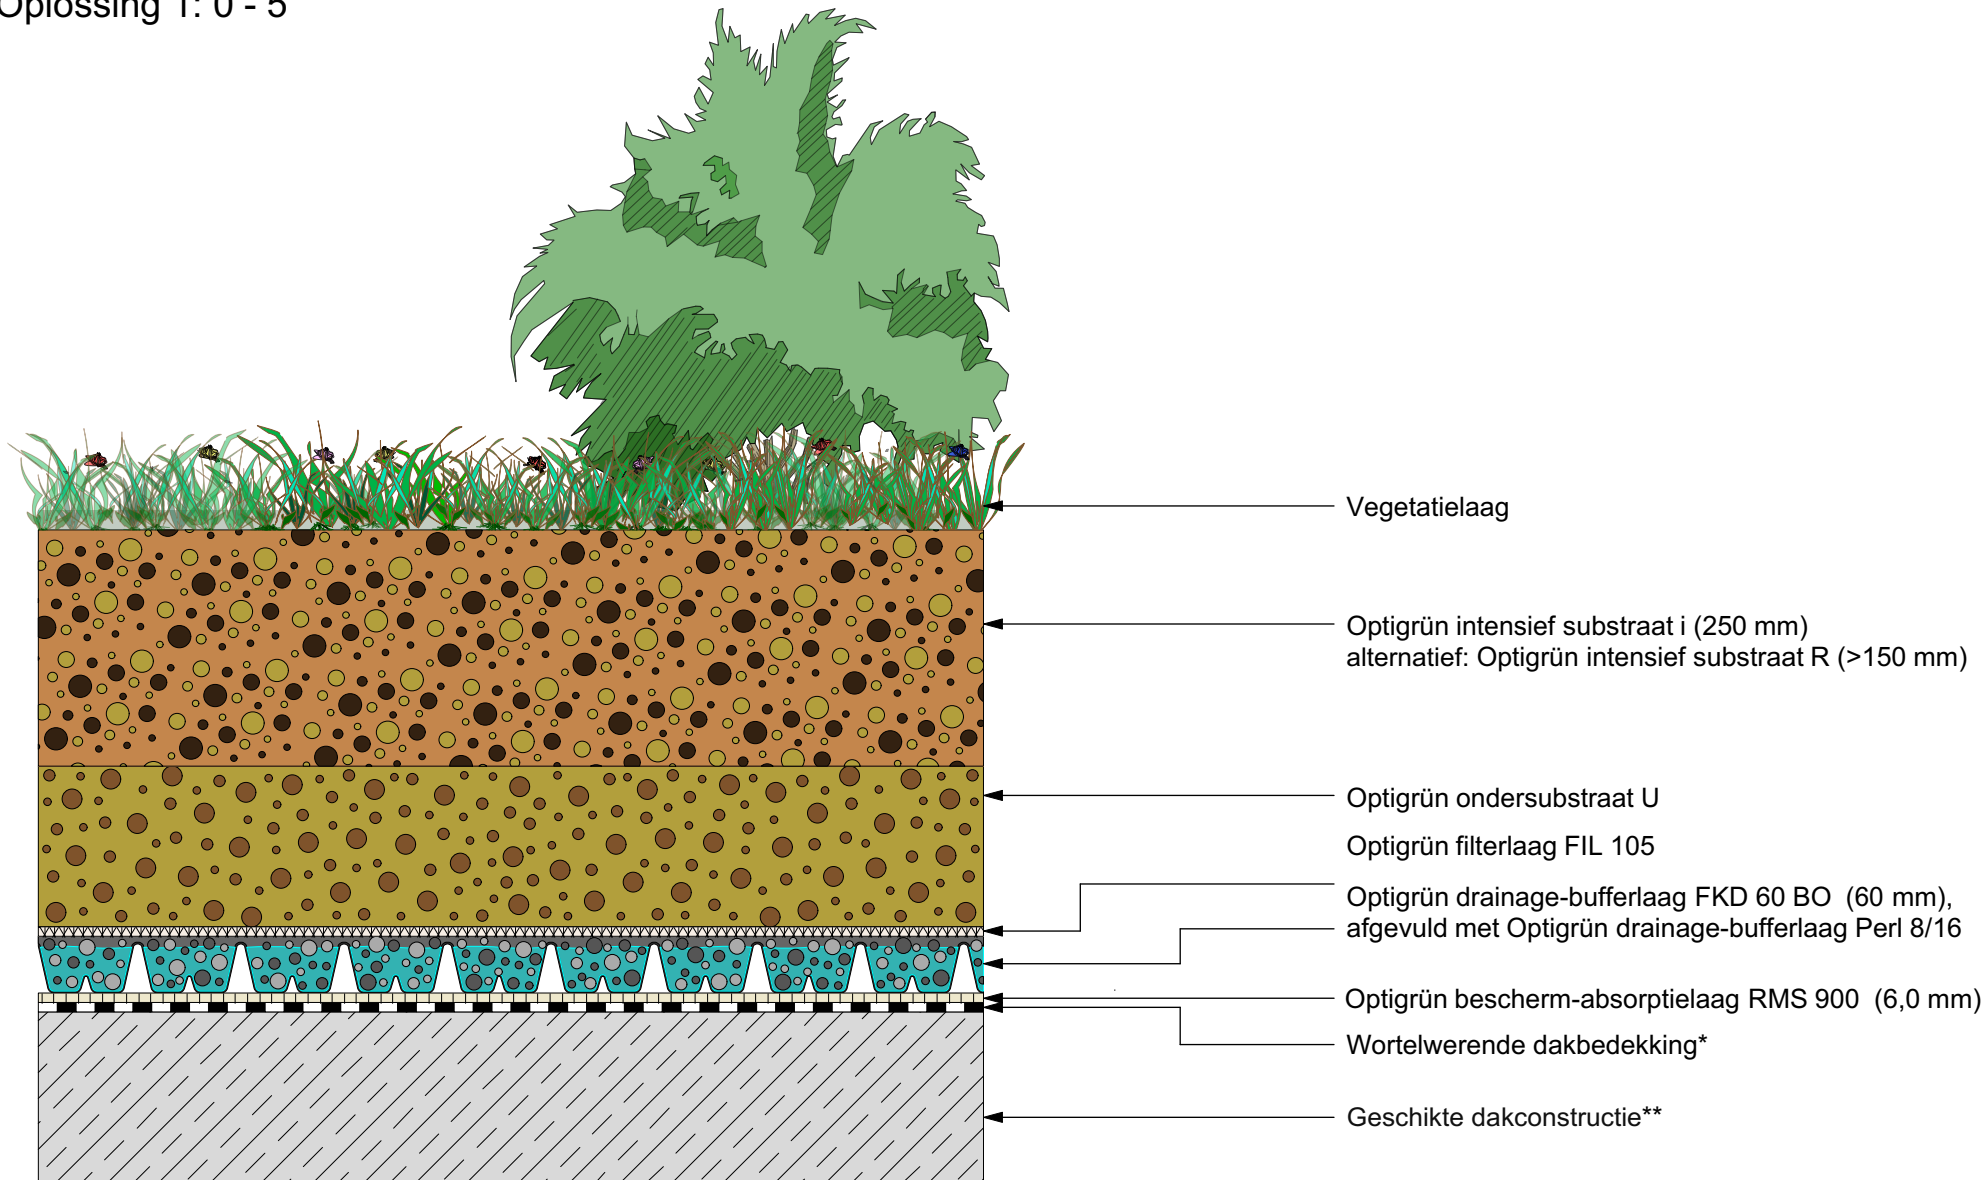 Oplossing 1: 0 - 5
Vegetatielaag
Optigrün intensief substraat i (250 mm)
alternatief: Optigrün intensief substraat R (>150 mm)
Optigrün ondersubstraat U
Optigrün filterlaag FIL 105
Optigrün drainage-bufferlaag FKD 60 BO (60 mm),
afgevuld met Optigrün drainage-bufferlaag Perl 8/16
Optigrün bescherm-absorptielaag RMS 900 (6,0 mm)
Wortelwerende dakbedekking*
Geschikte dakconstructie**